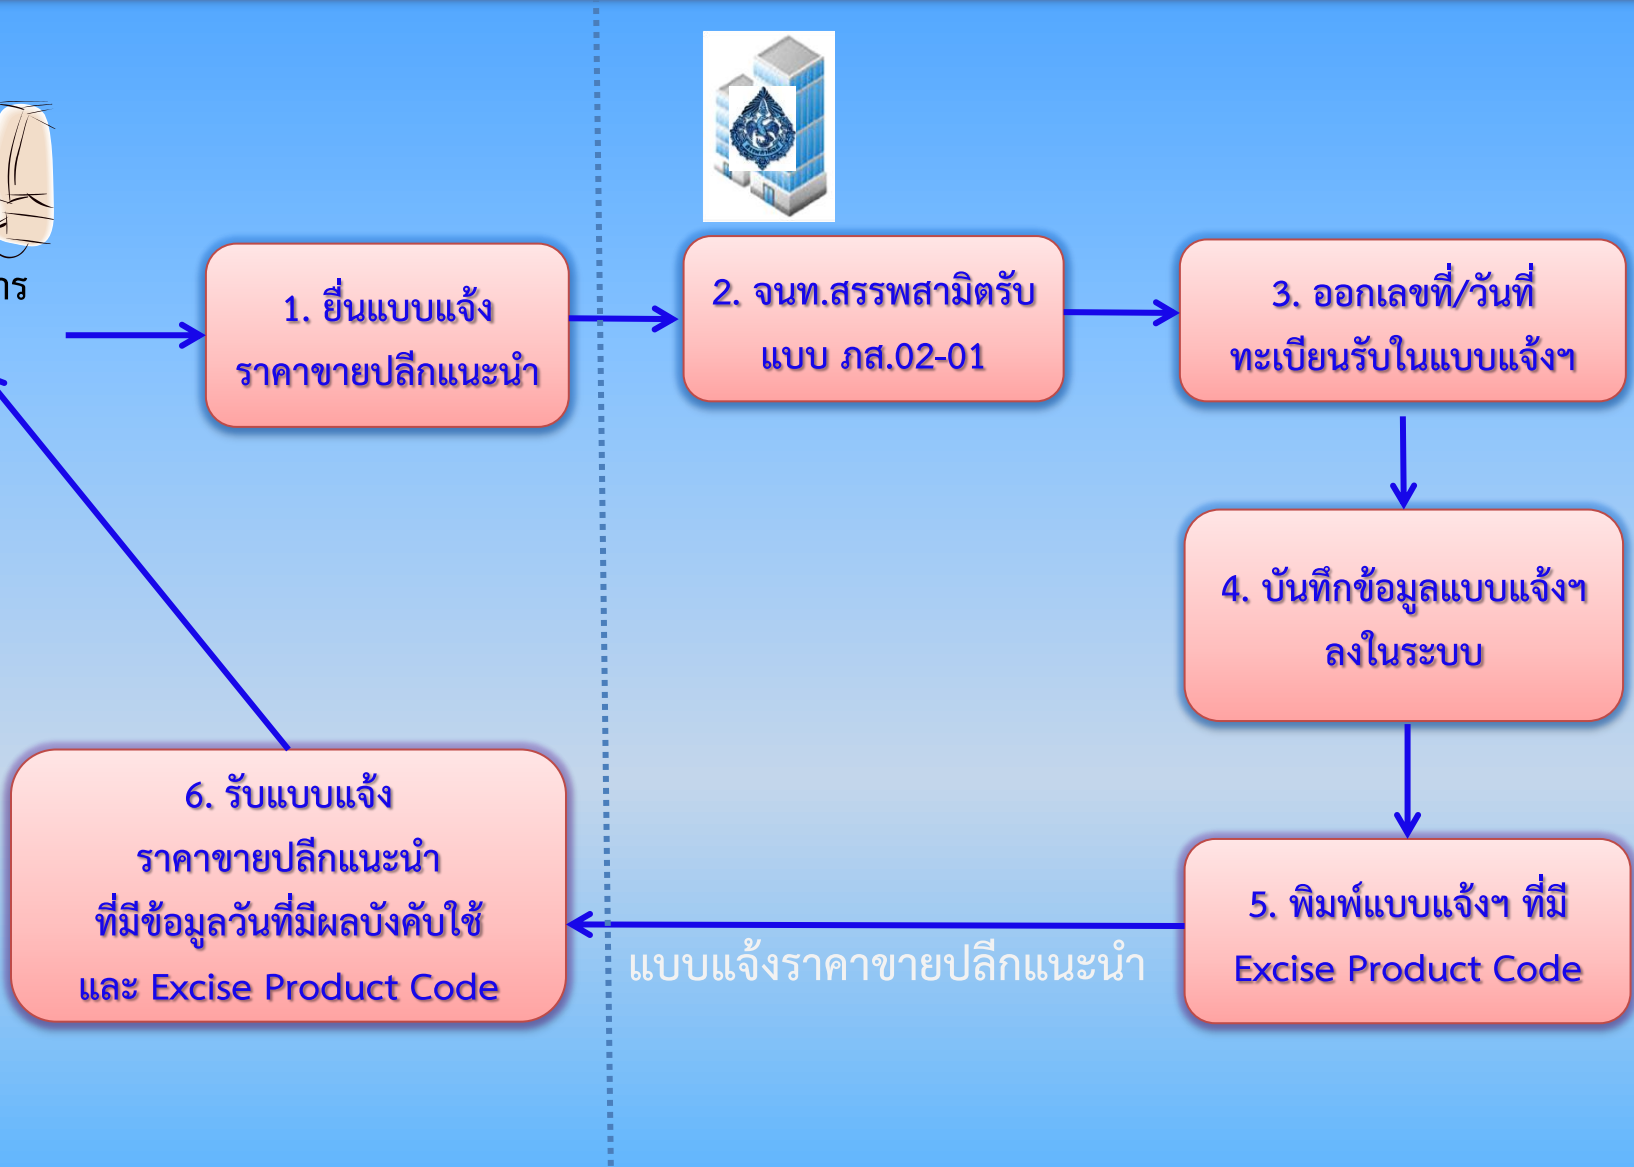 1. ยื่นแบบแจ้ง
ราคาขายปลีกแนะนำ
2. จนท.สรรพสามิตรับ
แบบ ภส.02-01
3. ออกเลขที่/วันที่
ทะเบียนรับในแบบแจ้งฯ
4. บันทึกข้อมูลแบบแจ้งฯ
ลงในระบบ
5. พิมพ์แบบแจ้งฯ ที่มี
Excise Product Code
แบบแจ้งราคาขายปลีกแนะนำ
6. รับแบบแจ้ง
ราคาขายปลีกแนะนำ
ที่มีข้อมูลวันที่มีผลบังคับใช้
และ Excise Product Code